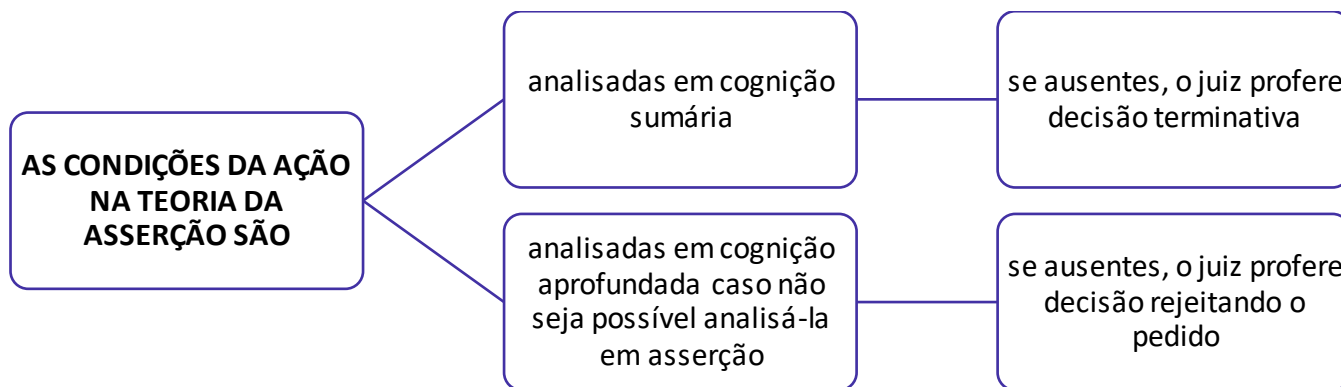 AS CONDIÇÕES DA AÇÃO
NA TEORIA DA
ASSERÇÃO SÃO
analisadas em cognição
sumária
se ausentes, o juiz profere
decisão terminativa
analisadas em cognição
aprofundada caso não
seja possível analisá-la
em asserção
se ausentes, o juiz profere
decisão rejeitando o
pedido